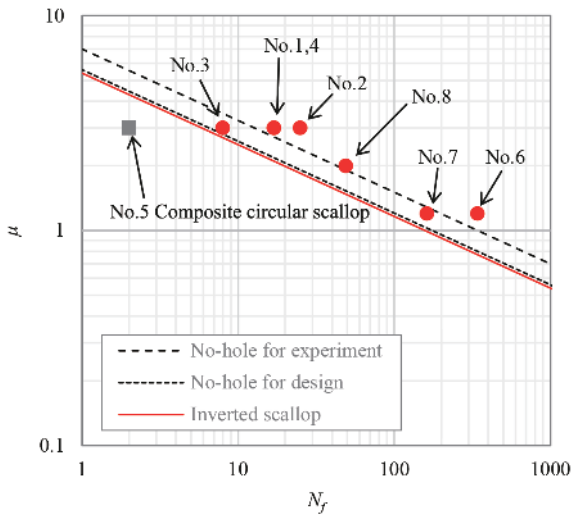 10
No.1,4
No.3
No.2
No.8
No.7
No.6
No.5 Composite circular scallop
μ
1
No-hole for experiment
No-hole for design
Inverted scallop
0.1
1
10
100
1000
N_f